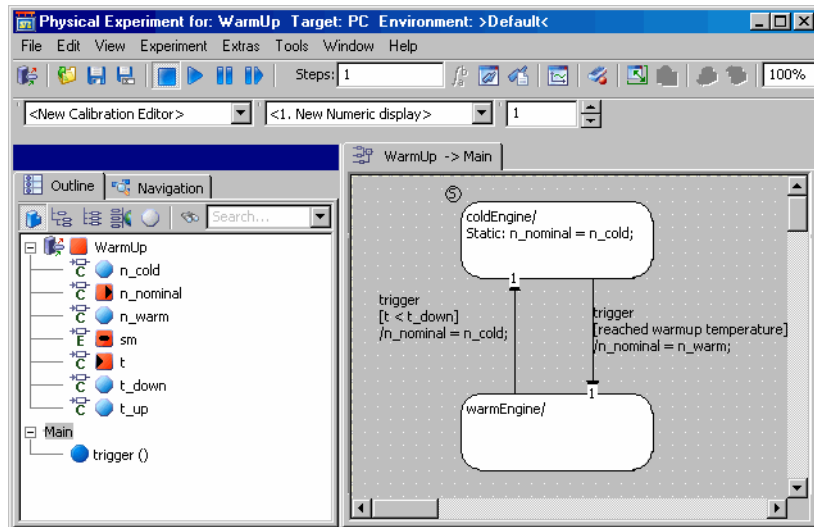 Physical Experiment for: WarmUp Target: PC Environment: >Default<
File Edit View Experiment Extras Tools Window Help
Steps: 1 100%
<New Calibration Editor> <1. New Numeric display> 1
WarmUp -> Main
Outline Navigation
Search...
WarmUp
C n_cold
C n_nominal
C n_warm
E sm
C t
C t_down
C t_up
Main
trigger ()
S
coldEngine/
Static: n_nominal = n_cold;
1
trigger
[t < t_down]
/n_nominal = n_cold;
trigger
[reached warmup temperature]
/n_nominal = n_warm;
1
warmEngine/